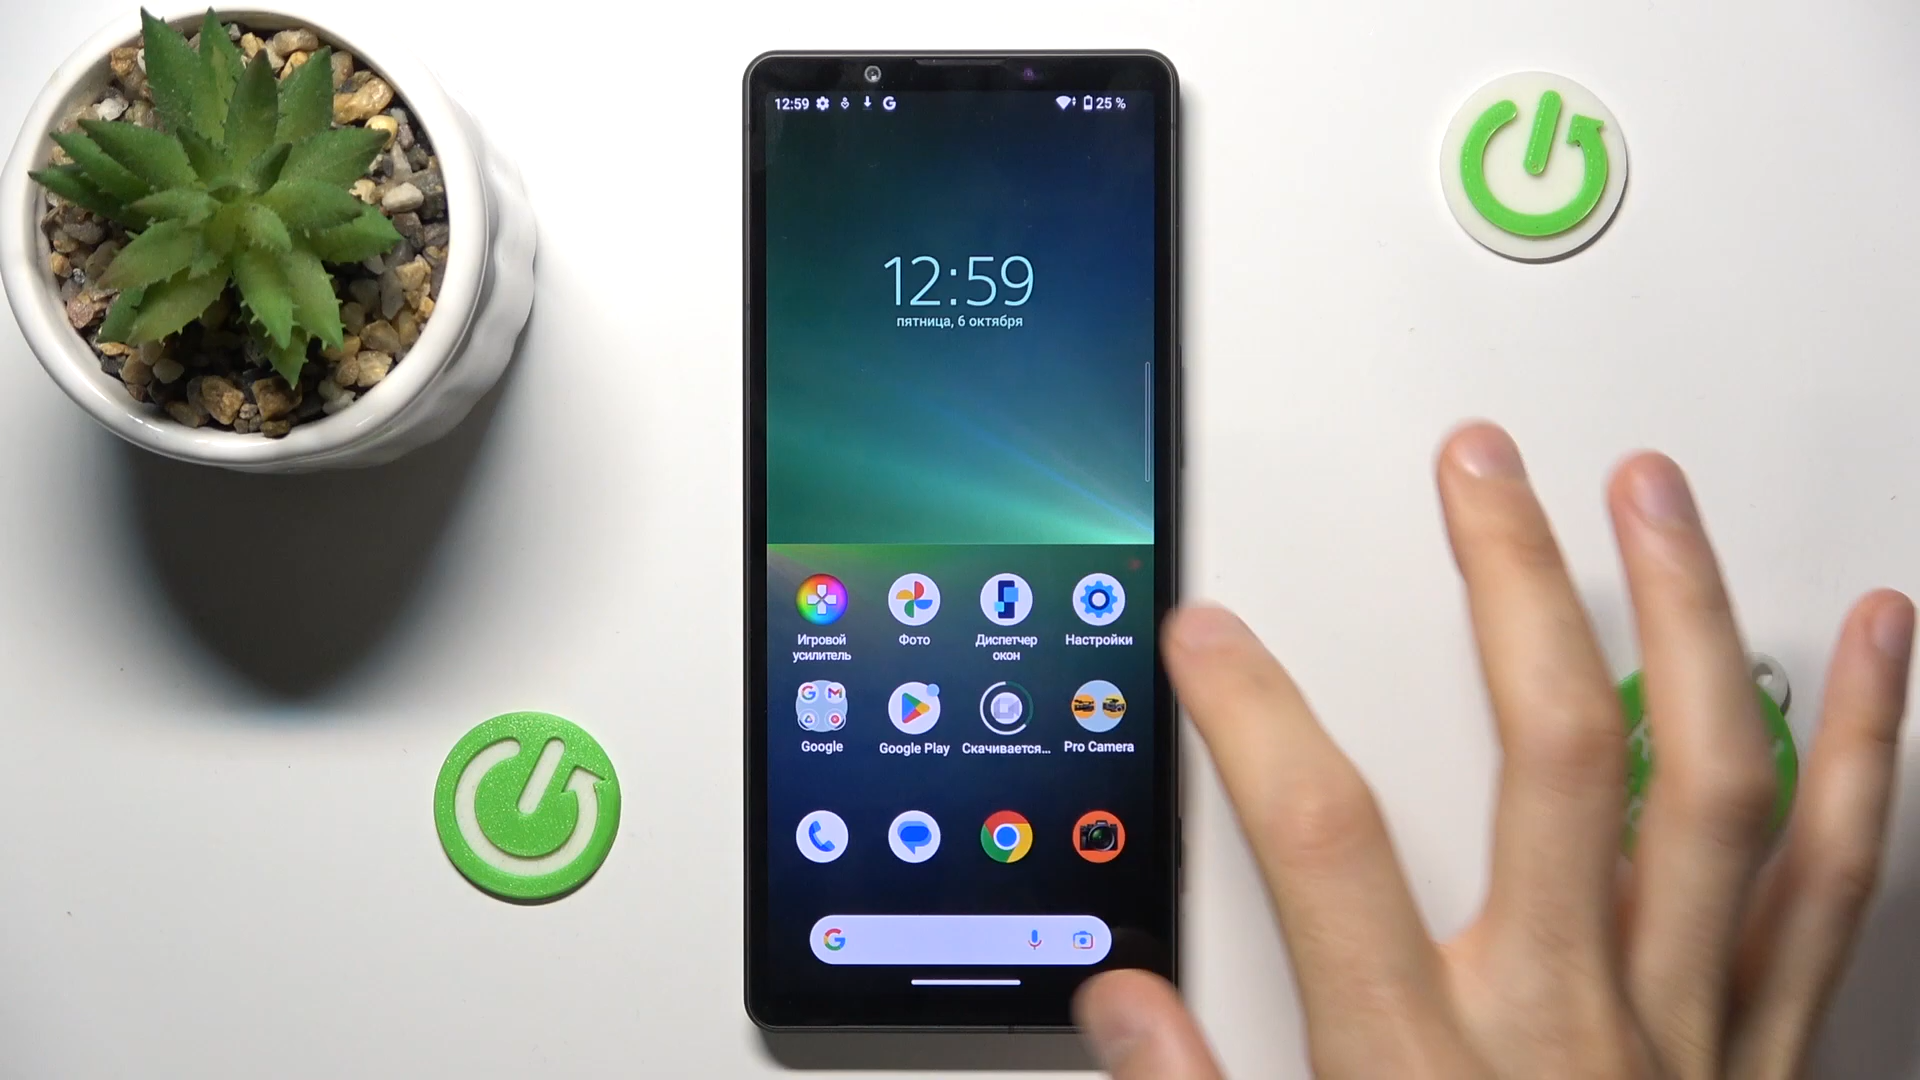 12:59
25 %
12:59
пятница, 6 октября
Игровой усилитель
Фото
Диспетчер окон
Настройки
Google
Google Play
Скачивается...
Pro Camera